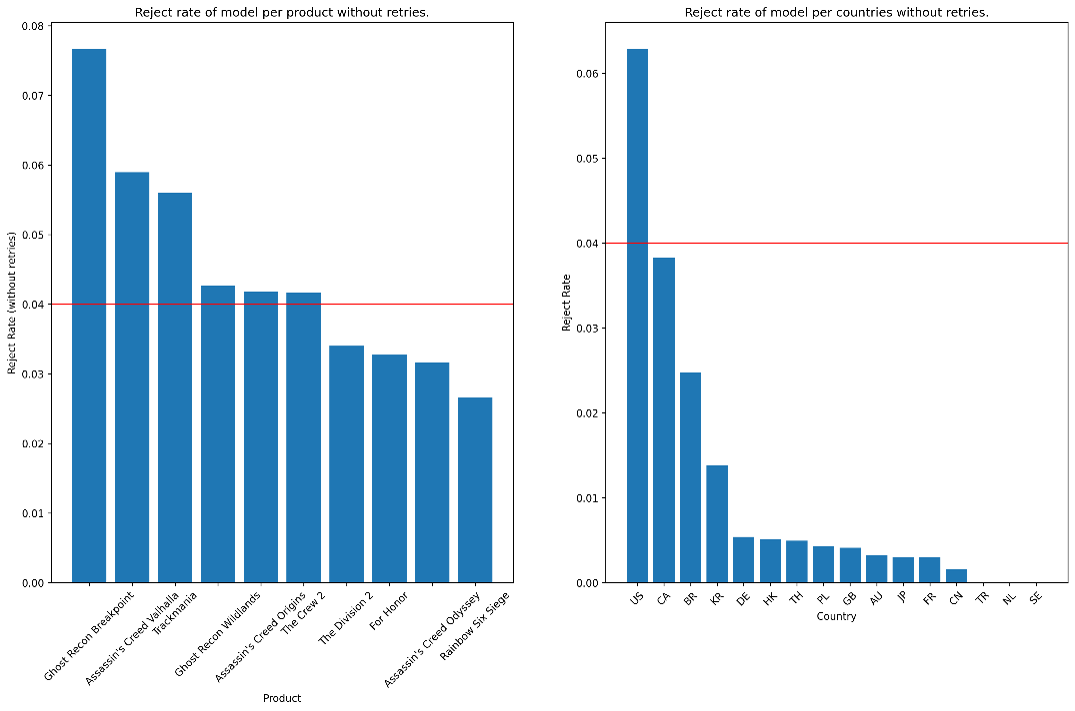 Reject rate of model per product without retries.
0.08
0.07
0.06
0.05
0.04
0.03
0.02
0.01
0.00
Reject Rate (without retries)
Ghost Recon Breakpoint
Assassin's Creed Valhalla
Trackmania
Ghost Recon Wildlands
Assassin's Creed Origins
The Crew 2
The Division 2
For Honor
Assassin's Creed Odyssey
Rainbow Six Siege
Product
Reject rate of model per countries without retries.
0.06
0.05
0.04
0.03
0.02
0.01
0.00
Reject Rate
US
CA
BR
KR
DE
HK
TH
PL
GB
AU
JP
FR
CN
TR
NL
SE
Country